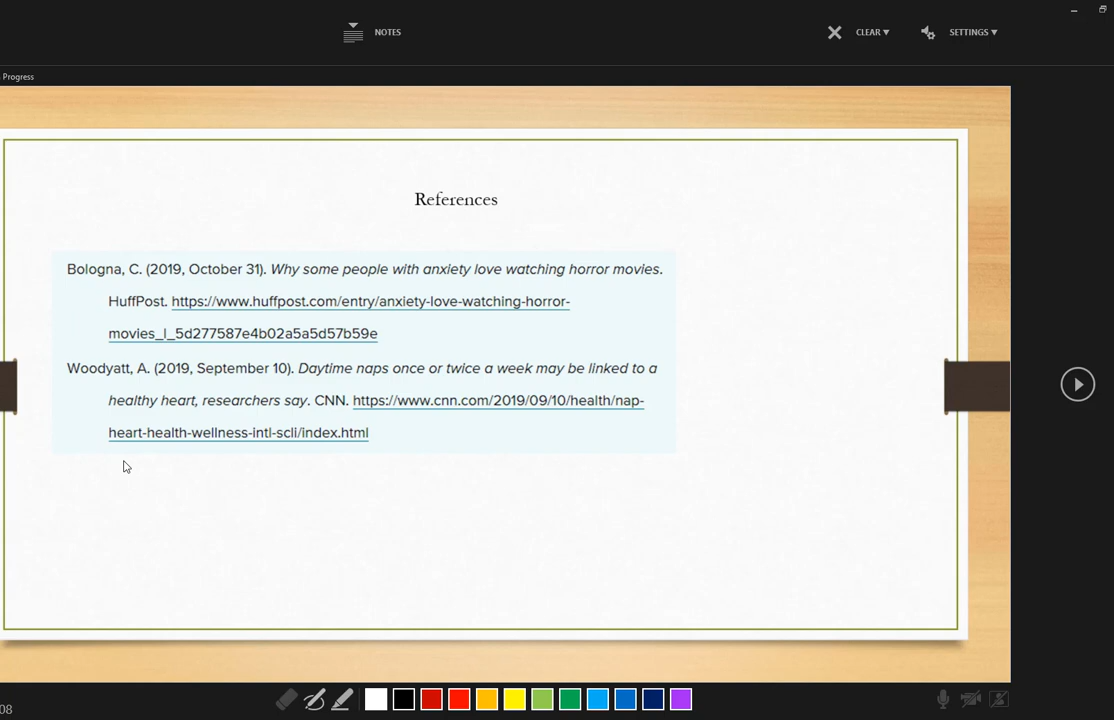 NOTES
CLEAR ▾
SETTINGS ▾
Progress
References
Bologna, C. (2019, October 31). Why some people with anxiety love watching horror movies.
HuffPost. https://www.huffpost.com/entry/anxiety-love-watching-horror-
movies_l_5d277587e4b02a5a5d57b59e
Woodyatt, A. (2019, September 10). Daytime naps once or twice a week may be linked to a
healthy heart, researchers say. CNN. https://www.cnn.com/2019/09/10/health/nap-
heart-health-wellness-intl-scli/index.html
08